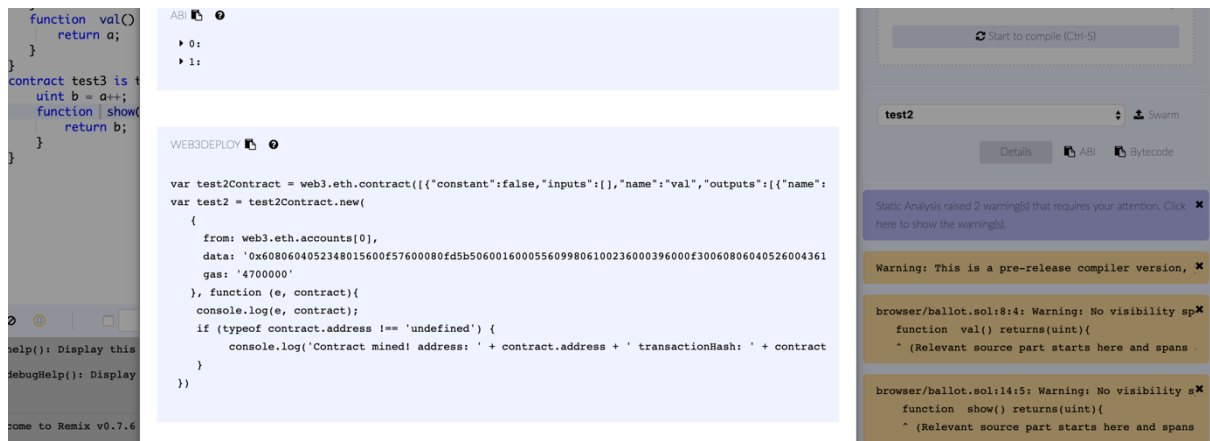 function val()
return a;
}
}
contract test3 is t
uint b = a++;
function show(
return b;
}
}
help(): Display this
debugHelp(): Display
come to Remix v0.7.6
ABI
0:
1:
WEB3DEPLOY
var test2Contract = web3.eth.contract([{"constant":false,"inputs":[],"name":"val","outputs":[{"name":
var test2 = test2Contract.new(
{
from: web3.eth.accounts[0],
data: '0x6080604052348015600f57600080fd5b506001600055609980610023600039600​0f30060806040526004361
gas: '4700000'
}, function (e, contract){
console.log(e, contract);
if (typeof contract.address !== 'undefined') {
console.log('Contract mined! address: ' + contract.address + ' transactionHash: ' + contract
}
})
Start to compile (Ctrl-S)
test2
Swarm
Details ABI Bytecode
Static Analysis raised 2 warning(s) that requires your attention. Click
here to show the warning(s).
Warning: This is a pre-release compiler version,
browser/ballot.sol:8:4: Warning: No visibility sp
function val() returns(uint){
^ (Relevant source part starts here and spans
browser/ballot.sol:14:5: Warning: No visibility s
function show() returns(uint){
^ (Relevant source part starts here and spans